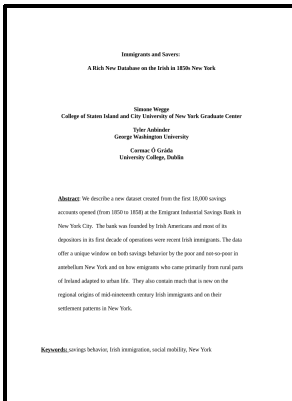 Immigrants and Savers:
A Rich New Database on the Irish in 1850s New York
Simone Wegge
College of Staten Island and City University of New York Graduate Center
Tyler Anbinder
George Washington University
Cormac Ó Gráda
University College, Dublin
Abstract: We describe a new dataset created from the first 18,000 savings
accounts opened (from 1850 to 1858) at the Emigrant Industrial Savings Bank in
New York City. The bank was founded by Irish Americans and most of its
depositors in its first decade of operations were recent Irish immigrants. The data
offer a unique window on both savings behavior by the poor and not-so-poor in
antebellum New York and on how emigrants who came primarily from rural parts
of Ireland adapted to urban life. They also contain much that is new on the
regional origins of mid-nineteenth century Irish immigrants and on their
settlement patterns in New York.
Keywords: savings behavior, Irish immigration, social mobility, New York